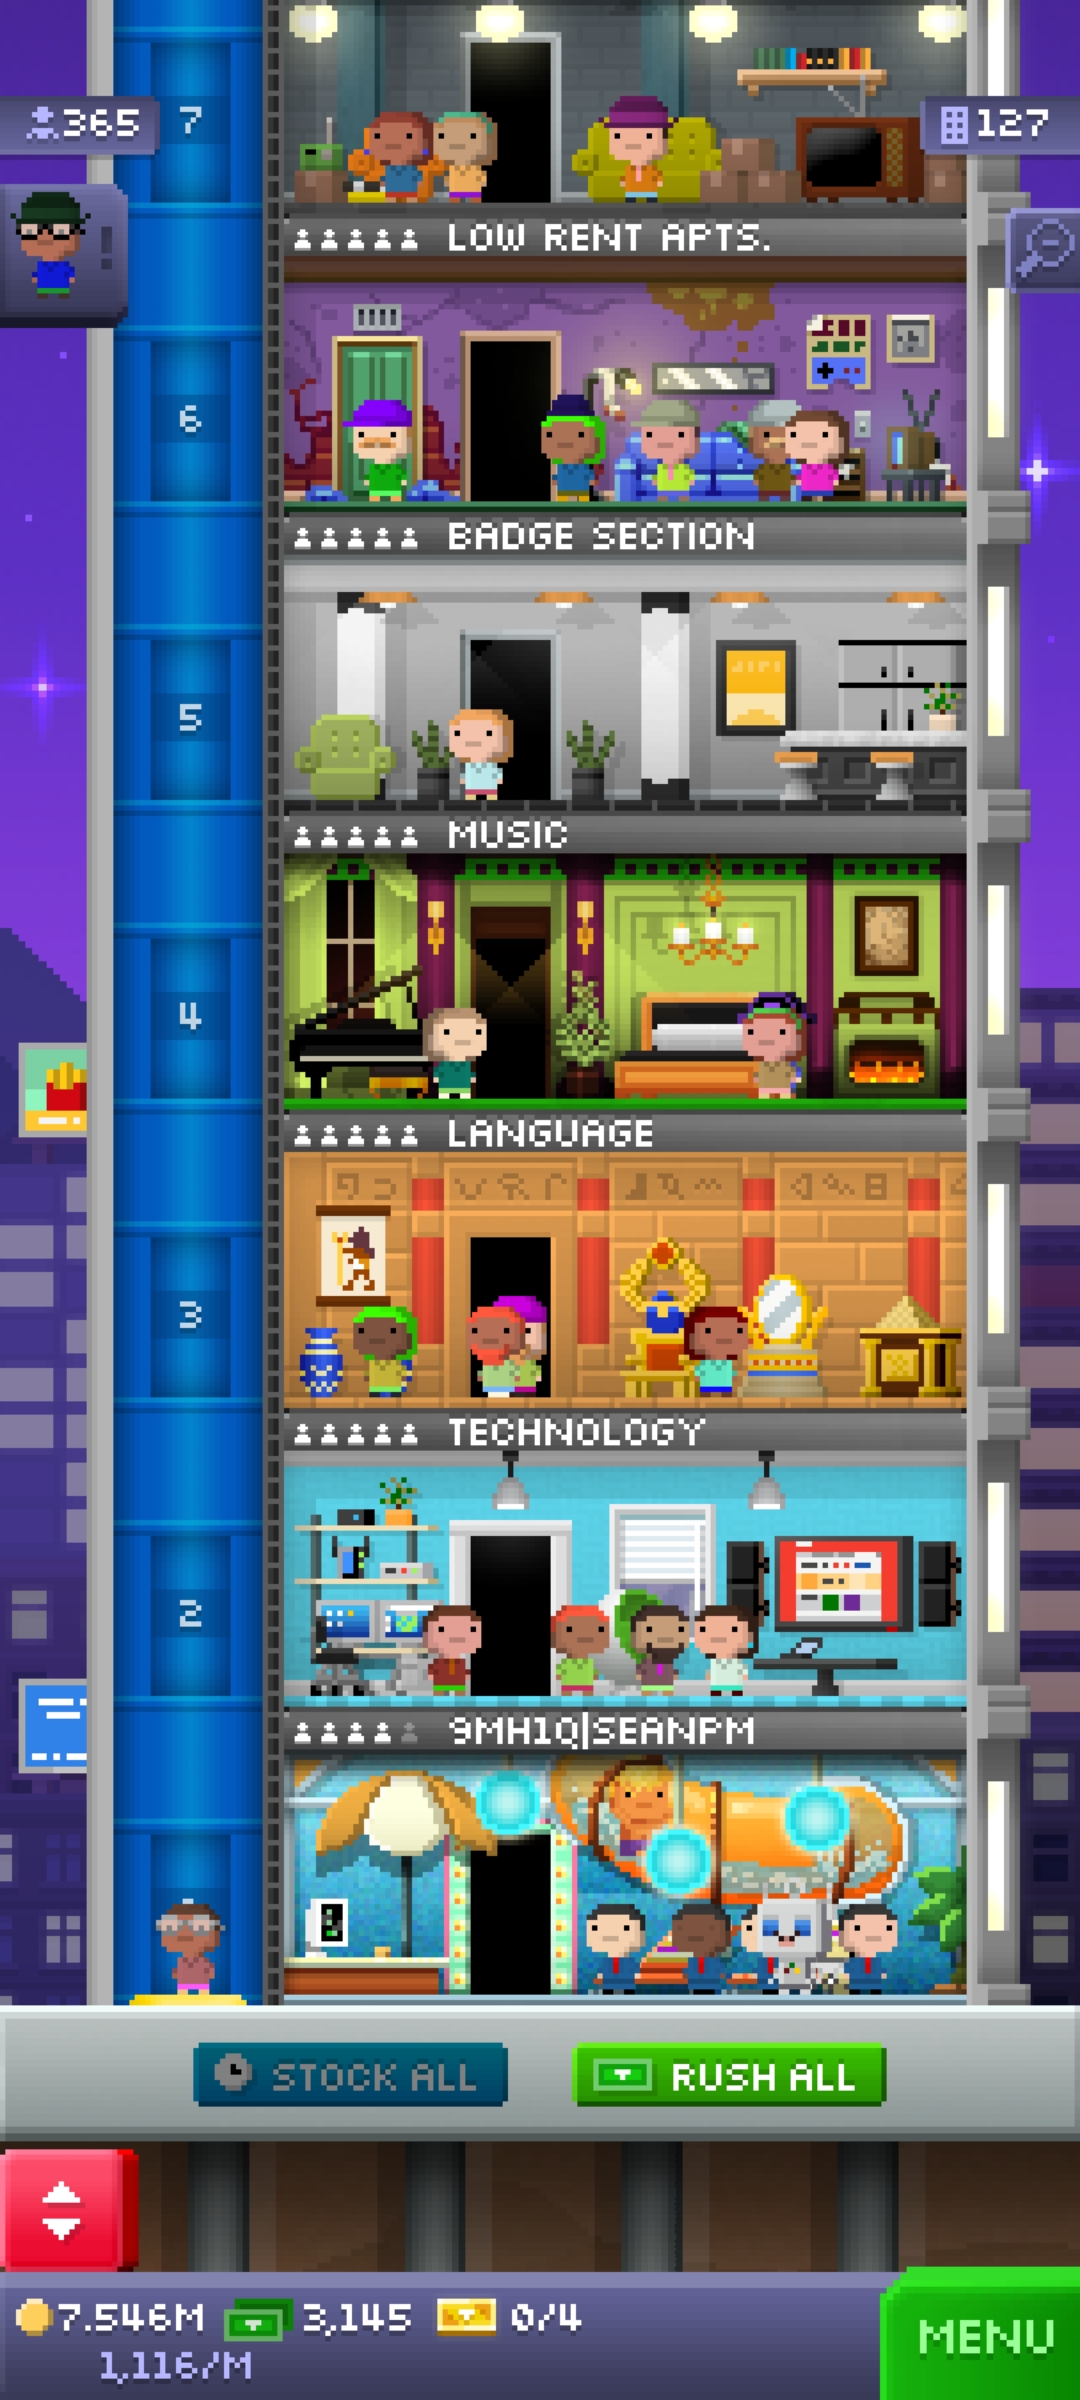 365
7
127
LOW RENT APTS.
6
BADGE SECTION
5
MUSIC
4
LANGUAGE
3
TECHNOLOGY
2
9MH1Q|SEANPM
STOCK ALL
RUSH ALL
7.546M
3,145
0/4
1,116/M
MENU